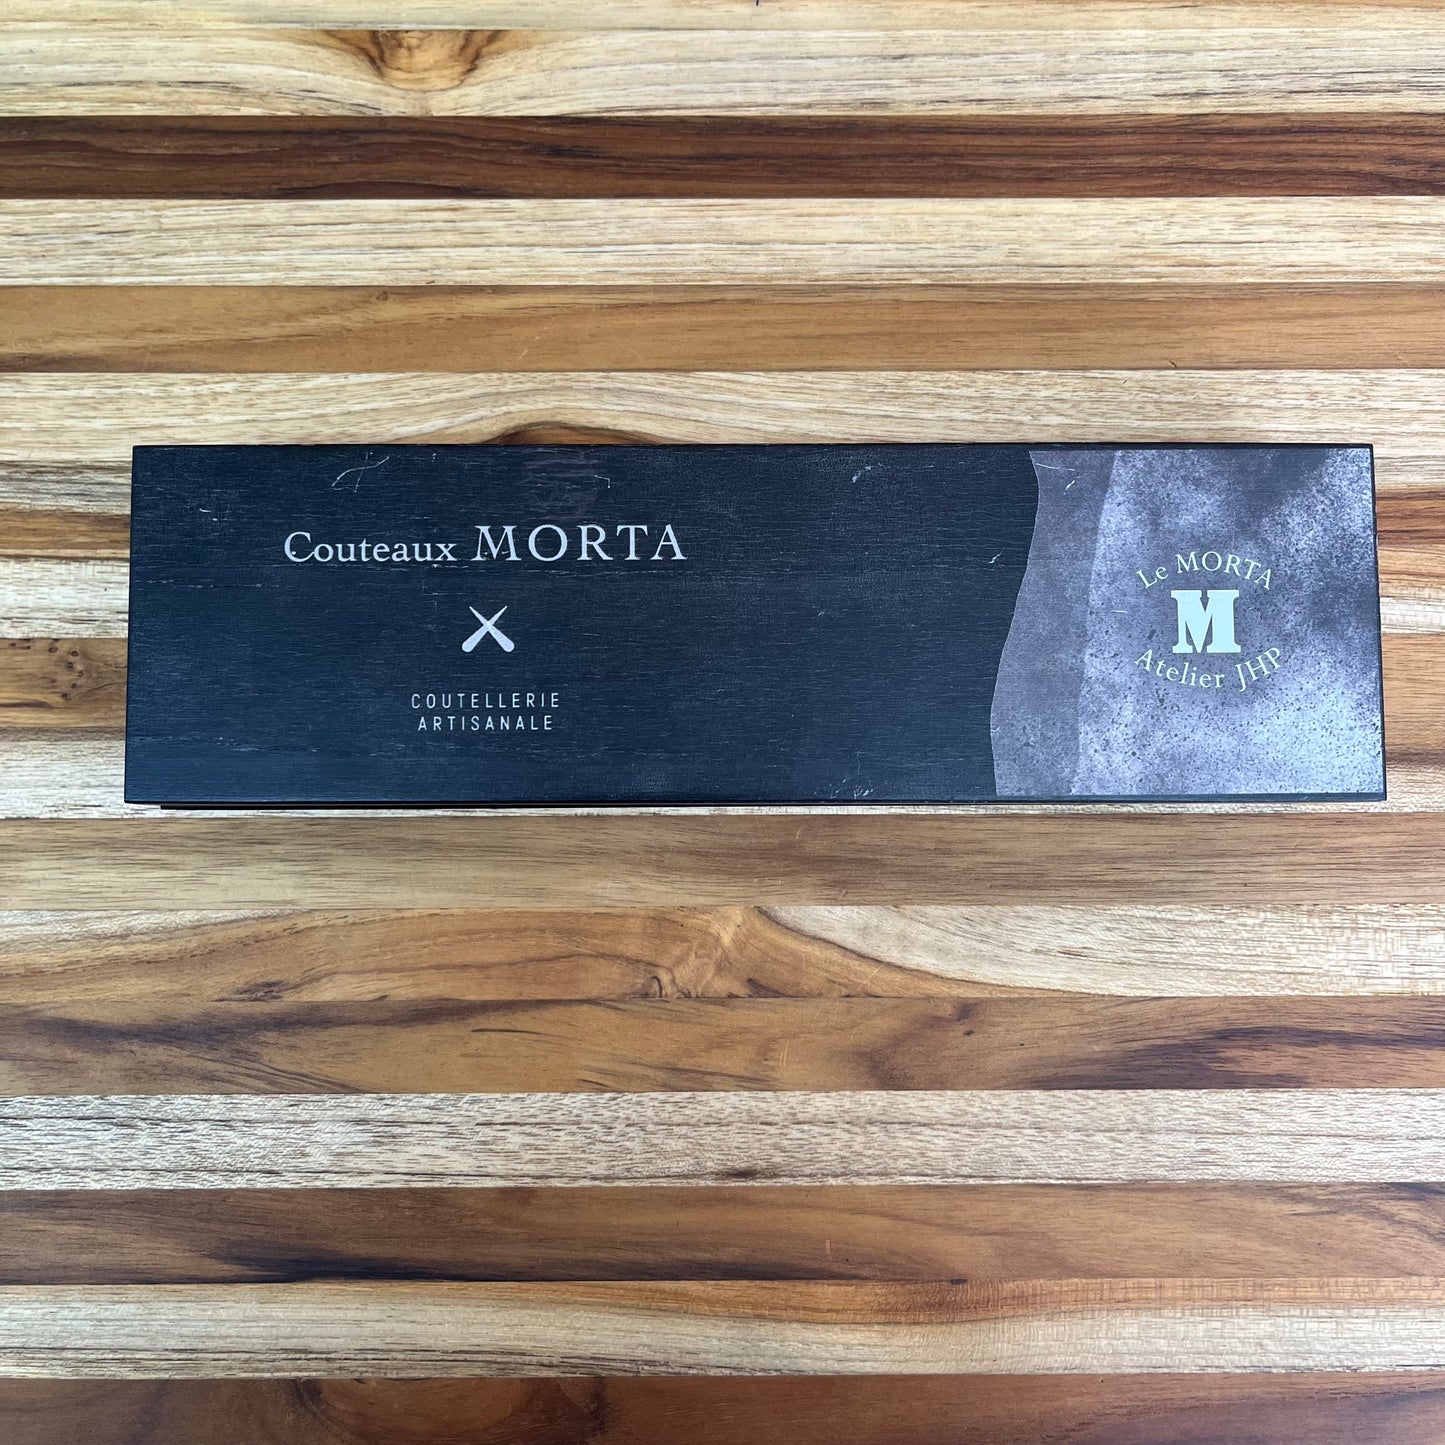 Couteaux MORTA
COUTELLERIE
ARTISANALE
Le MORTA
M
Atelier JHP